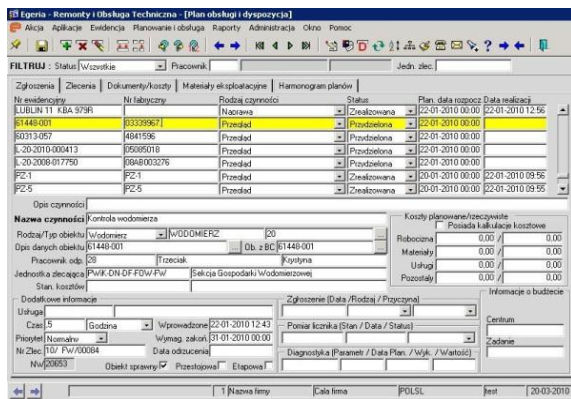 Egeria - Remonty i Obsługa Techniczna - [Plan obsługi i dyspozycja]
Akcja Aplikacje Ewidencja Planowanie i obsługa Raporty Administracja Okno Pomoc
FILTRUJ : Status Wszystkie Pracownik Jedn. zlec.
Zgłoszenia Zlecenia Dokumenty/koszty Materiały eksploatacyjne Harmonogram planów
Nr ewidencyjny Nr fabryczny Rodzaj czynności Status Plan. data rozpocz. Data realizacji
LUBLIN 11 KBA 979R Naprawa Zrealizowana 22-01-2010 00:00 22-01-2010 12:56
61448-001 03339967. Przegląd Przydzielona 22-01-2010 00:00
60313-057 4841596 Przegląd Przydzielona 22-01-2010 00:00
L-20-2010-000413 05085018 Przegląd Przydzielona 22-01-2010 00:00
L-20-2008-017750 08AB003276 Przegląd Przydzielona 22-01-2010 00:00
PZ-1 PZ-1 Przegląd Zrealizowana 20-01-2010 00:00 22-01-2010 09:56
PZ-5 PZ-5 Przegląd Zrealizowana 20-01-2010 00:00 22-01-2010 09:55
Opis czynności
Nazwa czynności Kontrola wodomierza
Koszty planowane/rzeczywiste
Posiada kalkulacje kosztowe
Rodzaj/Typ obiektu Wodomierz WODOMIERZ 20
Robocizna 0,00 / 0,00
Opis danych obiektu 61448-001 Ob. z BC 61448-001
Materiały 0,00 / 0,00
Pracownik odp. 28 Trzeciak Krystyna
Usługi 0,00 / 0,00
Jednostka zlecająca PWiK-DN-DF-FOW-FW Sekcja Gospodarki Wodomierzowej
Pozostały 0,00 / 0,00
Stan. kosztów
Dodatkowe informacje Zgłoszenie (Data /Rodzaj / Przyczyna) Informacje o budżecie
Usługa
Czas ,5 Godzina Wprowadzone 22-01-2010 12:43 Pomiar licznika (Stan / Data / Status) Centrum
Priorytet Normalny Wymag. zakoń. 31-01-2010 00:00
Zadanie
Nr Zlec. 10/ FW/00084 Data odrzucenia Diagnostyka (Parametr / Data Plan. / Wyk. / Wartość)
NW 20653 Obiekt sprawny Przestojowa Etapowa
1 Nazwa firmy Cała firma POLSL test 20-03-2010